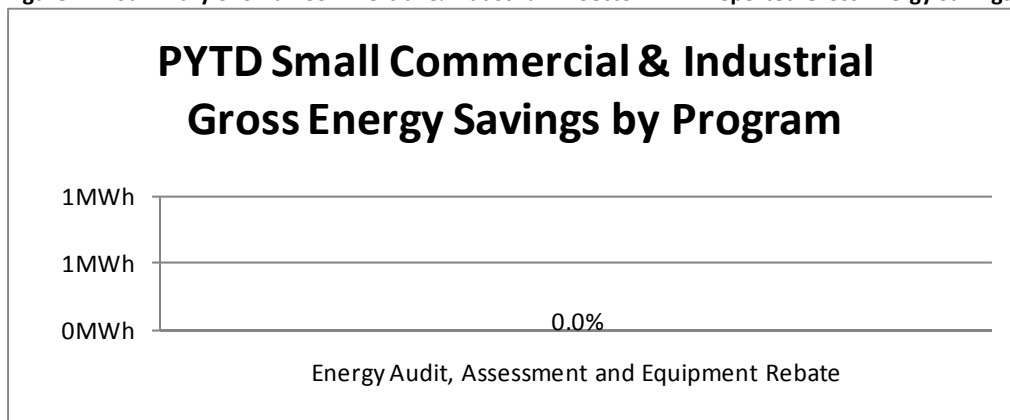 PYTD Small Commercial & Industrial
Gross Energy Savings by Program
1MWh
1MWh
0MWh
0.0%
Energy Audit, Assessment and Equipment Rebate